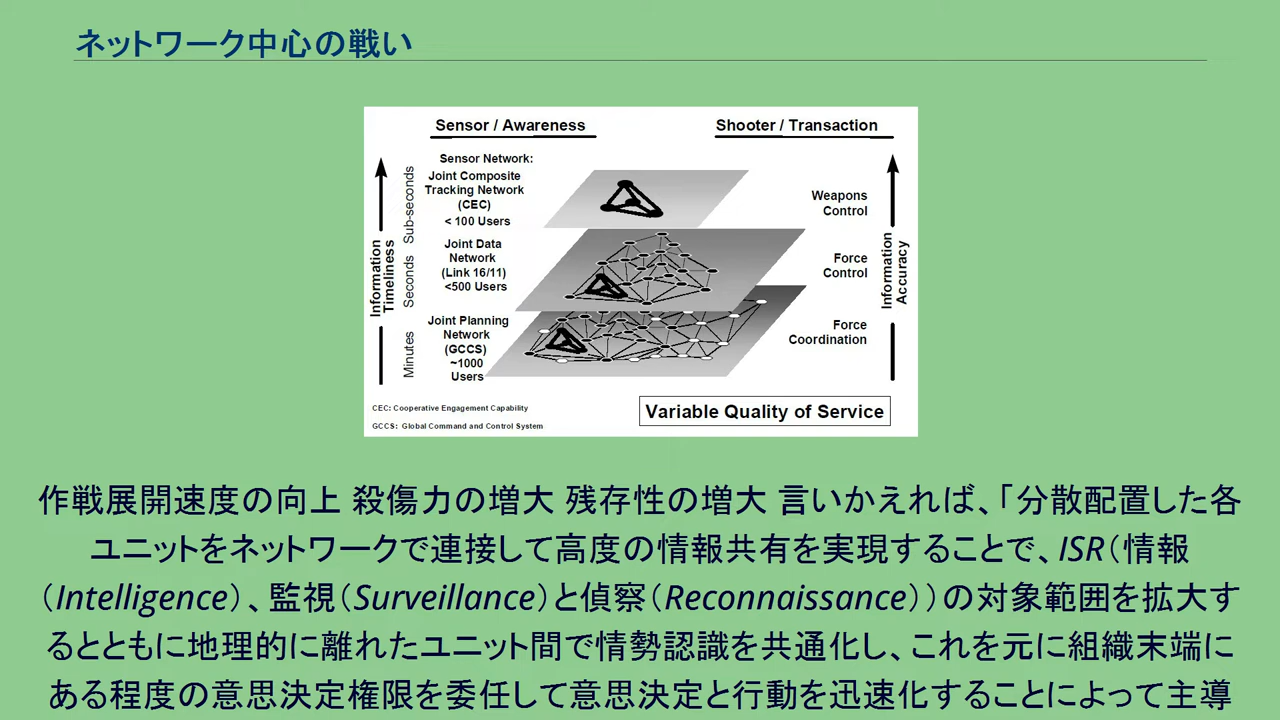 ネットワーク中心の戦い
Sensor / Awareness
Shooter / Transaction
Sensor Network:
Joint Composite
Tracking Network
(CEC)
< 100 Users
Joint Data
Network
(Link 16/11)
<500 Users
Joint Planning
Network
(GCCS)
~1000
Users
Information
Timeliness
Sub-seconds
Seconds
Minutes
Weapons
Control
Force
Control
Force
Coordination
Information
Accuracy
CEC: Cooperative Engagement Capability
GCCS: Global Command and Control System
Variable Quality of Service
作戦展開速度の向上 殺傷力の増大 残存性の増大 言いかえれば、「分散配置した各
ユニットをネットワークで連接して高度の情報共有を実現することで、ISR（情報
（Intelligence）、監視（Surveillance）と偵察（Reconnaissance））の対象範囲を拡大す
るとともに地理的に離れたユニット間で情勢認識を共通化し、これを元に組織末端に
ある程度の意思決定権限を委任して意思決定と行動を迅速化することによって主導